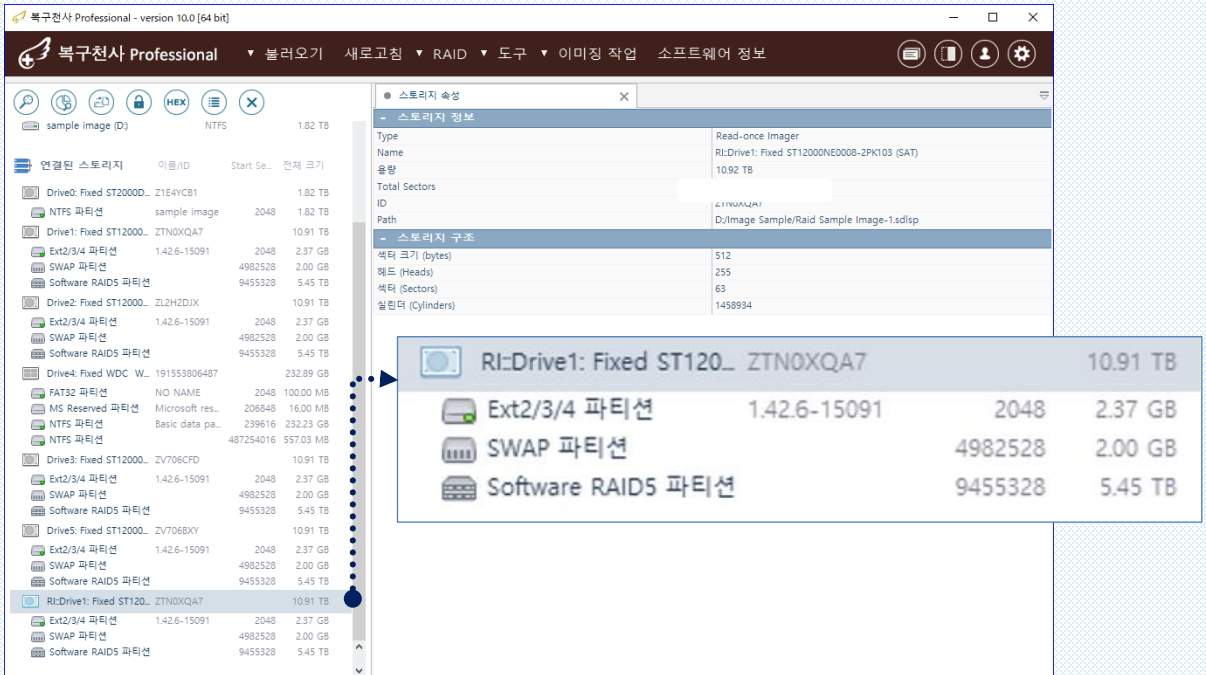 복구천사 Professional - version 10.0 [64 bit]
복구천사 Professional ▼ 불러오기 새로고침 ▼ RAID ▼ 도구 ▼ 이미징 작업 소프트웨어 정보
HEX
sample image (D:) NTFS 1.82 TB
연결된 스토리지 이름/ID Start Se... 전체 크기
Drive0: Fixed ST2000D... Z1E4YCB1 1.82 TB
NTFS 파티션 sample image 2048 1.82 TB
Drive1: Fixed ST12000... ZTN0XQA7 10.91 TB
Ext2/3/4 파티션 1.42.6-15091 2048 2.37 GB
SWAP 파티션 4982528 2.00 GB
Software RAID5 파티션 9455328 5.45 TB
Drive2: Fixed ST12000... ZL2H2DJX 10.91 TB
Ext2/3/4 파티션 1.42.6-15091 2048 2.37 GB
SWAP 파티션 4982528 2.00 GB
Software RAID5 파티션 9455328 5.45 TB
Drive4: Fixed WDC W... 191553806487 232.89 GB
FAT32 파티션 NO NAME 2048 100.00 MB
MS Reserved 파티션 Microsoft res... 206848 16.00 MB
NTFS 파티션 Basic data pa... 239616 232.23 GB
NTFS 파티션 487254016 557.03 MB
Drive3: Fixed ST12000... ZV706CFD 10.91 TB
Ext2/3/4 파티션 1.42.6-15091 2048 2.37 GB
SWAP 파티션 4982528 2.00 GB
Software RAID5 파티션 9455328 5.45 TB
Drive5: Fixed ST12000... ZV706BXY 10.91 TB
Ext2/3/4 파티션 1.42.6-15091 2048 2.37 GB
SWAP 파티션 4982528 2.00 GB
Software RAID5 파티션 9455328 5.45 TB
RI::Drive1: Fixed ST120... ZTN0XQA7 10.91 TB
Ext2/3/4 파티션 1.42.6-15091 2048 2.37 GB
SWAP 파티션 4982528 2.00 GB
Software RAID5 파티션 9455328 5.45 TB
스토리지 속성
- 스토리지 정보
Type Read-once Imager
Name RI::Drive1: Fixed ST12000NE0008-2PK103 (SAT)
용량 10.92 TB
Total Sectors
ID ZTN0XQA7
Path D:/Image Sample/Raid Sample Image-1.sdlsp
- 스토리지 구조
섹터 크기 (bytes) 512
헤드 (Heads) 255
섹터 (Sectors) 63
실린더 (Cylinders) 1458934
RI::Drive1: Fixed ST120... ZTN0XQA7 10.91 TB
Ext2/3/4 파티션 1.42.6-15091 2048 2.37 GB
SWAP 파티션 4982528 2.00 GB
Software RAID5 파티션 9455328 5.45 TB